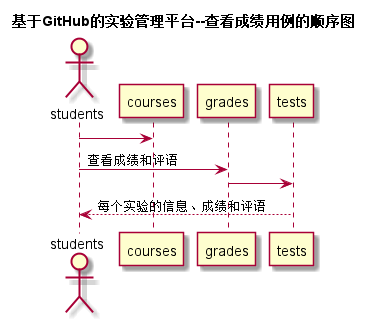 基于GitHub的实验管理平台--查看成绩用例的顺序图
students
courses
grades
tests
查看成绩和评语
每个实验的信息、成绩和评语
students
courses
grades
tests